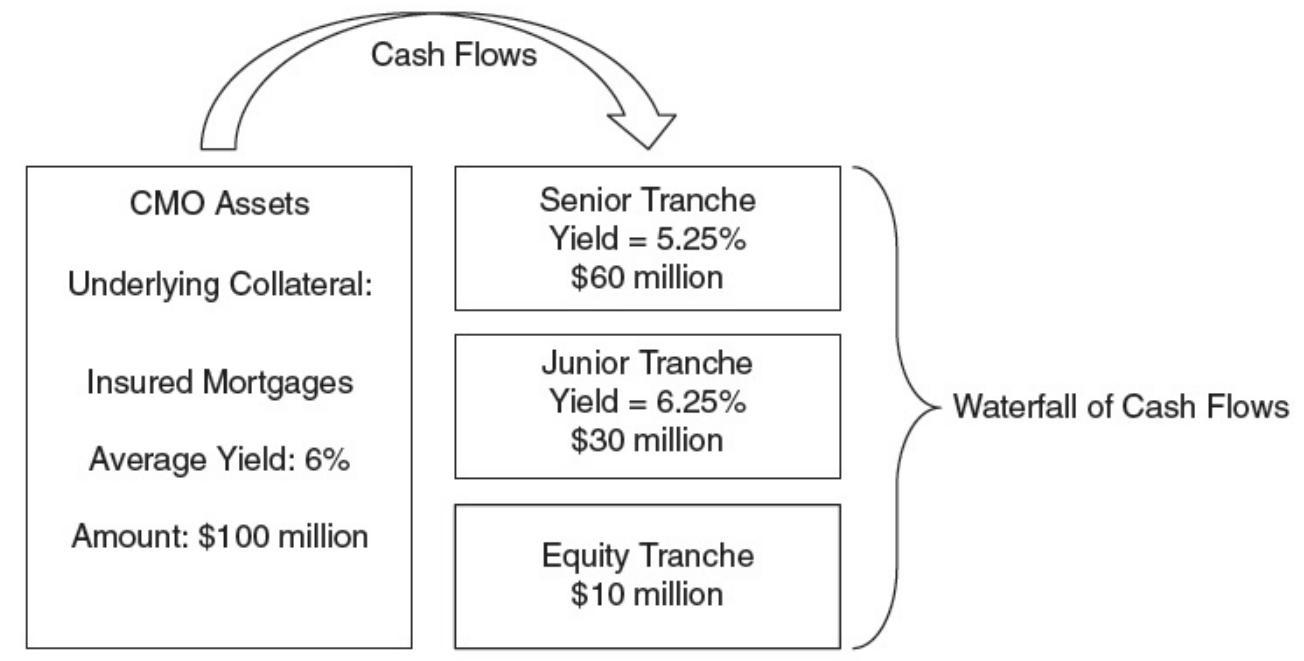 Cash Flows
CMO Assets
Underlying Collateral:
Insured Mortgages
Average Yield: 6%
Amount: $100 million
Senior Tranche
Yield = 5.25%
$60 million
Junior Tranche
Yield = 6.25%
$30 million
Equity Tranche
$10 million
Waterfall of Cash Flows